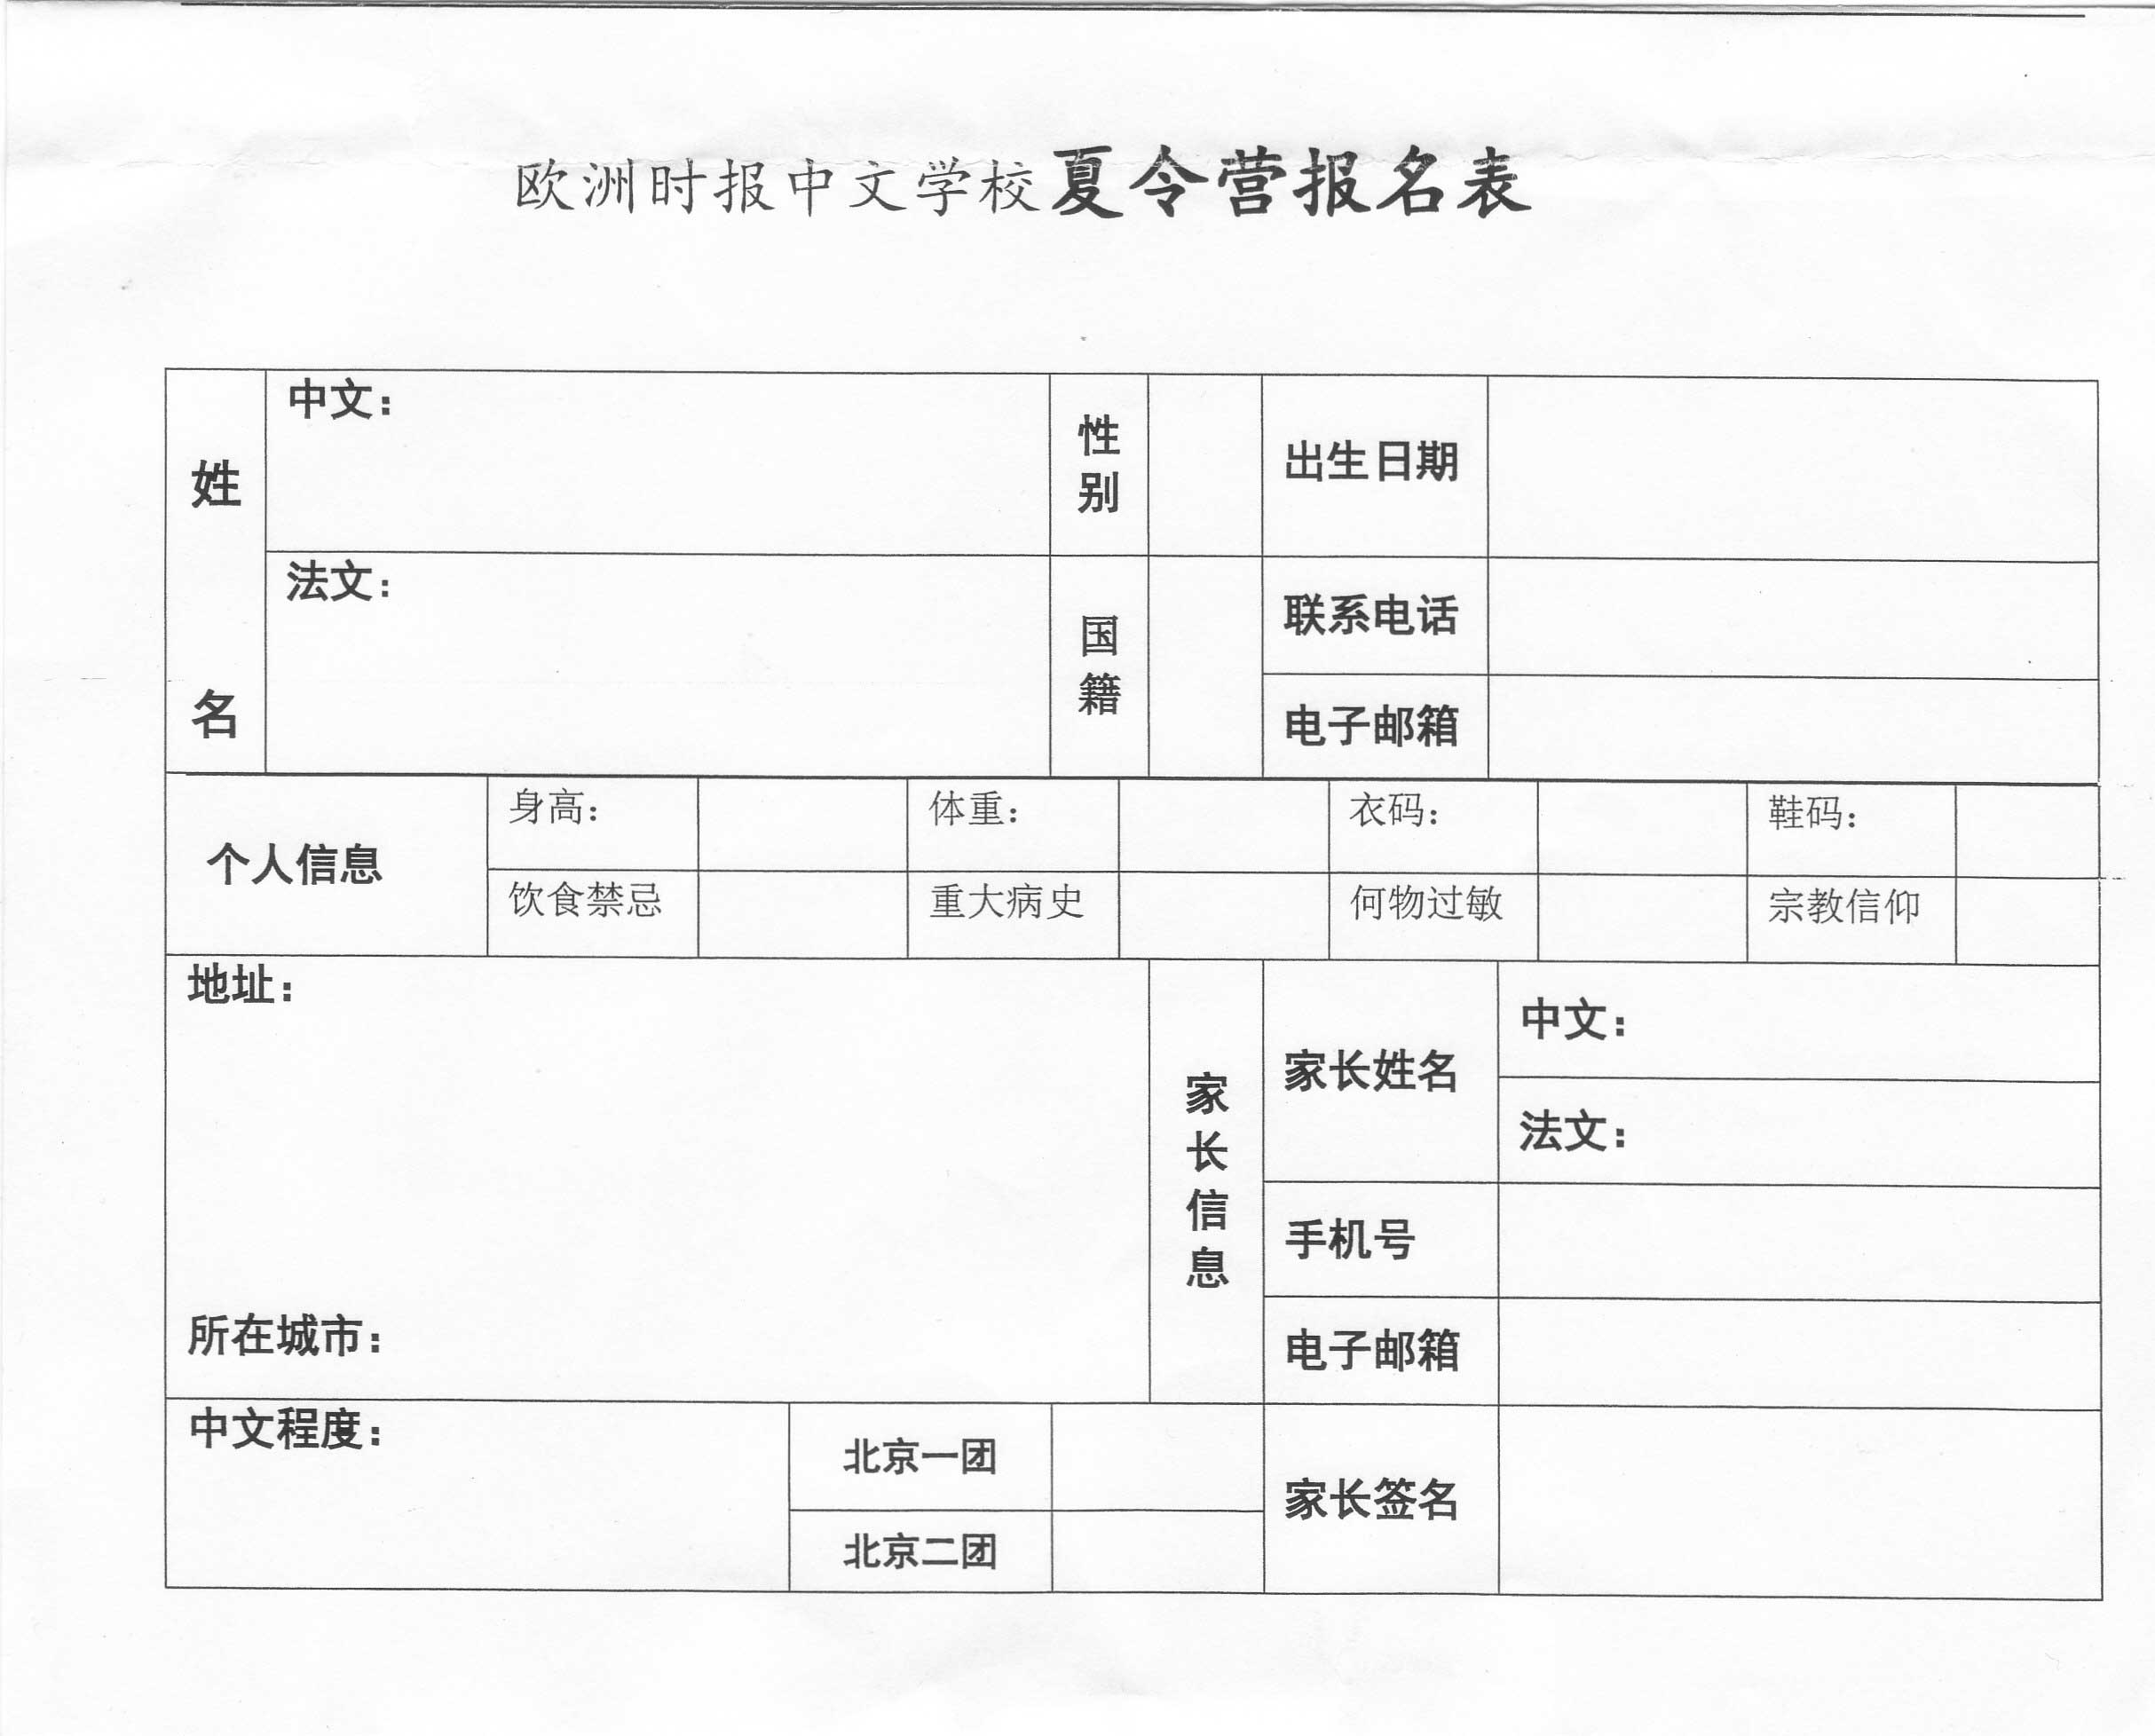 欧洲时报中文学校夏令营报名表
姓名
中文：
性别
出生日期
法文：
国籍
联系电话
电子邮箱
个人信息
身高：
体重：
衣码：
鞋码：
饮食禁忌
重大病史
何物过敏
宗教信仰
地址：
所在城市：
家长信息
家长姓名
中文：
法文：
手机号
电子邮箱
中文程度：
北京一团
北京二团
家长签名